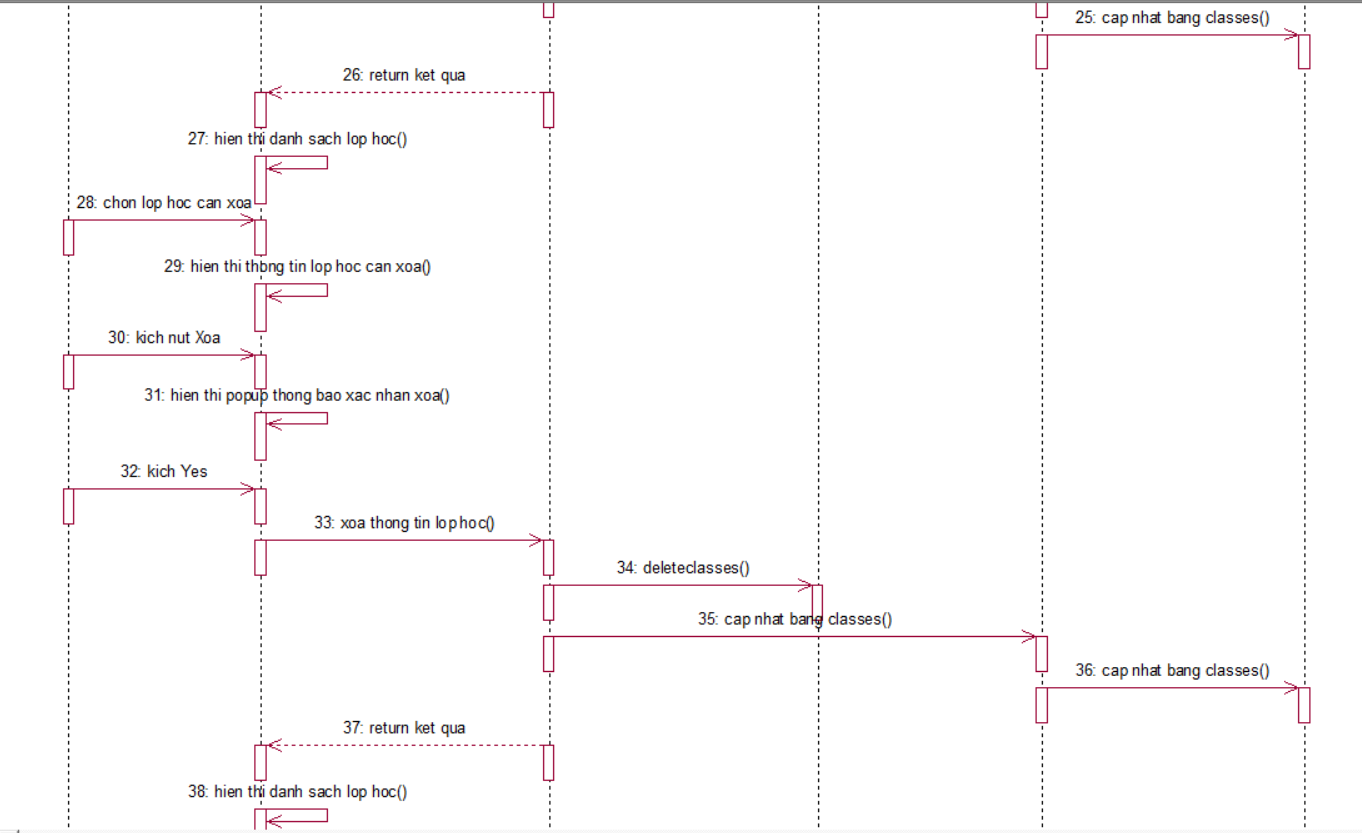 25: cap nhat bang classes()
26: return ket qua
27: hien thi danh sach lop hoc()
28: chon lop hoc can xoa
29: hien thi thong tin lop hoc can xoa()
30: kich nut Xoa
31: hien thi popup thong bao xac nhan xoa()
32: kich Yes
33: xoa thong tin lop hoc()
34: deleteclasses()
35: cap nhat bang classes()
36: cap nhat bang classes()
37: return ket qua
38: hien thi danh sach lop hoc()